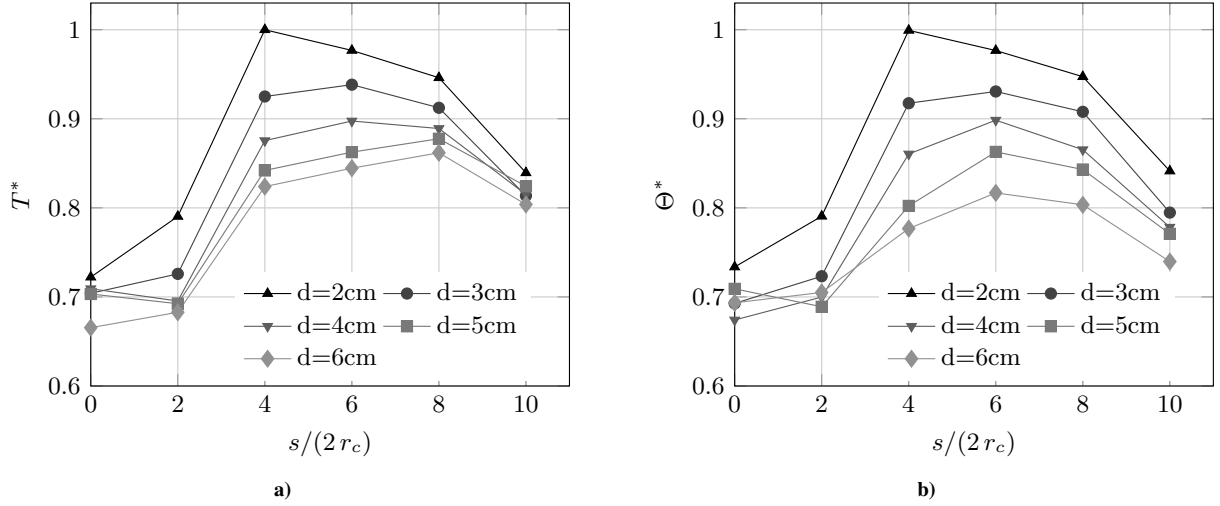 1
0.9
0.8
0.7
0.6
T*
d=2cm d=3cm
d=4cm d=5cm
d=6cm
0 2 4 6 8 10
s/(2 r_c)
a)
1
0.9
0.8
0.7
0.6
Θ*
d=2cm d=3cm
d=4cm d=5cm
d=6cm
0 2 4 6 8 10
s/(2 r_c)
b)